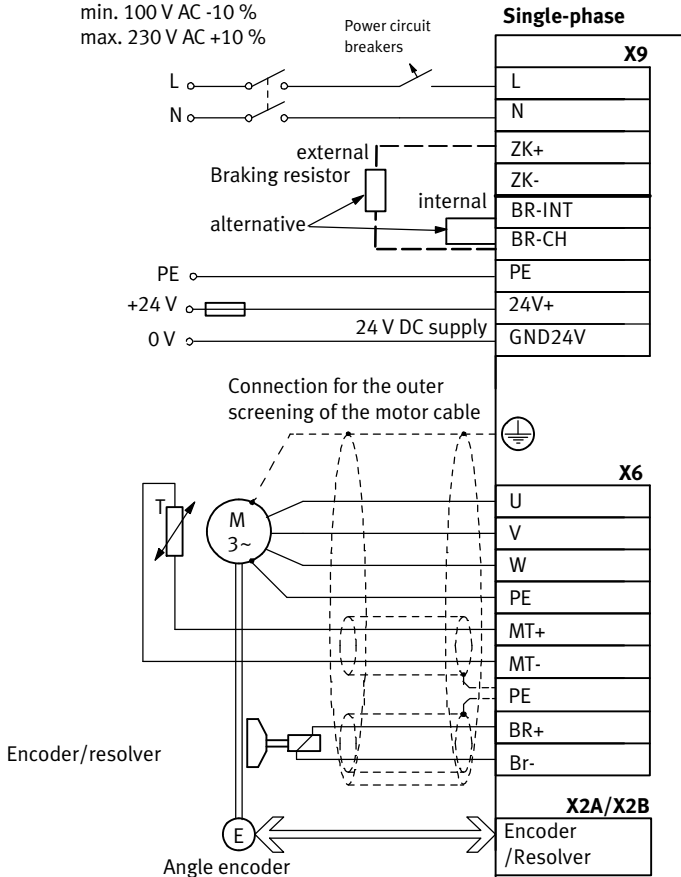 min. 100 V AC -10 %
max. 230 V AC +10 %
Power circuit
breakers
Single-phase
X9
L
L
N
N
external
ZK+
Braking resistor
ZK-
internal
BR-INT
alternative
BR-CH
PE
PE
+24 V
24V+
0 V
24 V DC supply
GND24V
Connection for the outer
screening of the motor cable
X6
T
M
3~
U
V
W
PE
MT+
MT-
PE
BR+
Br-
Encoder/resolver
X2A/X2B
E
Encoder
/Resolver
Angle encoder